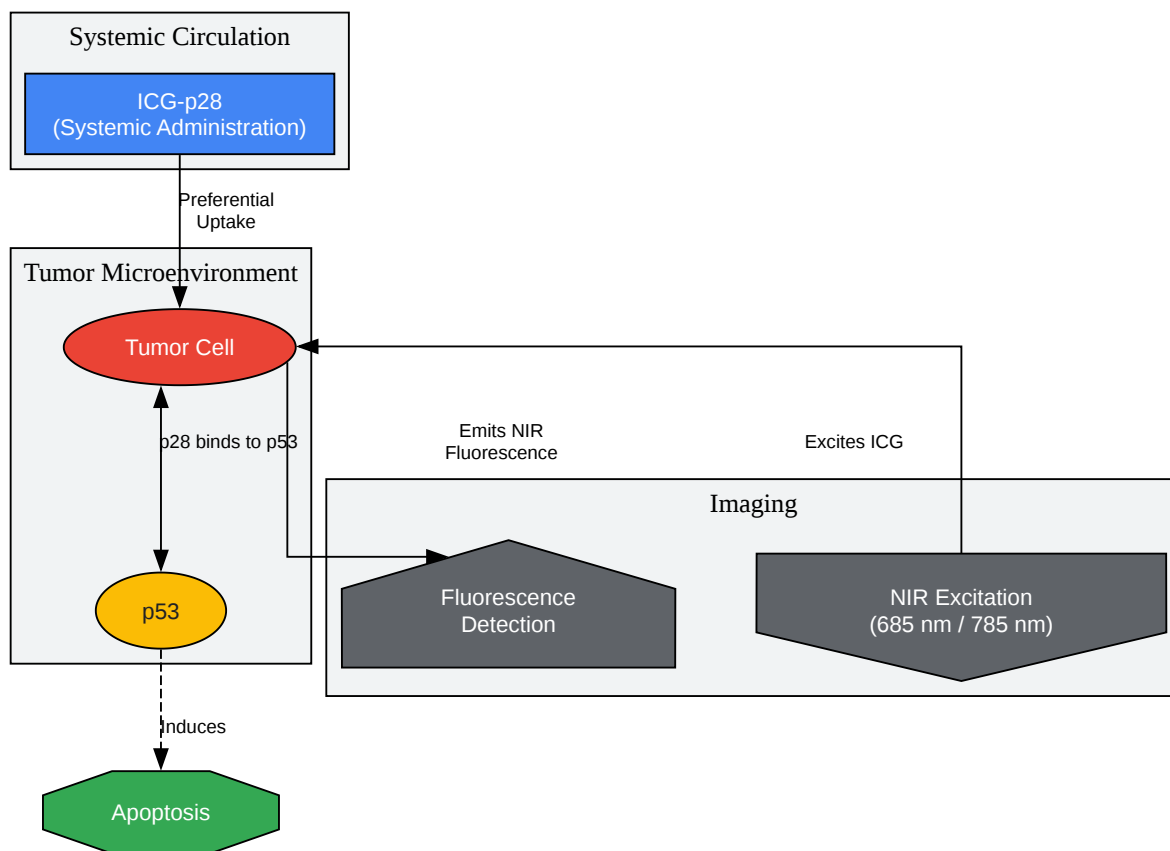 Systemic Circulation
ICG-p28
(Systemic Administration)
Preferential
Uptake
Tumor Microenvironment
Tumor Cell
p28 binds to p53
Emits NIR
Fluorescence
Excites ICG
Imaging
Fluorescence
Detection
NIR Excitation
(685 nm / 785 nm)
p53
Induces
Apoptosis